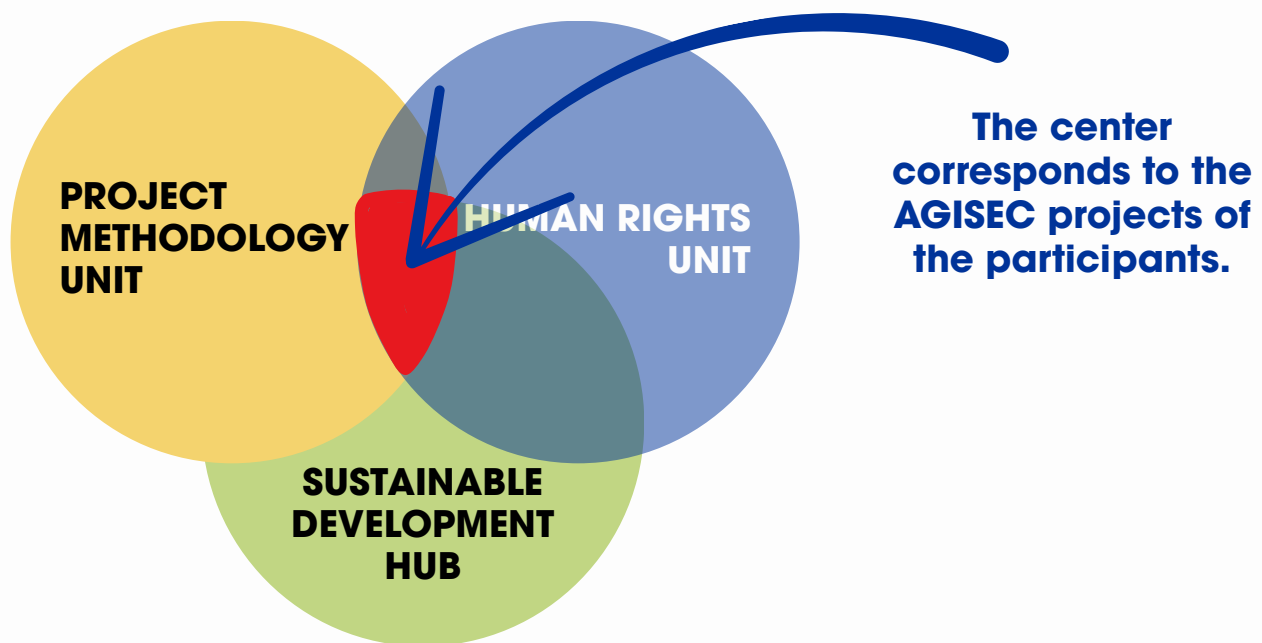 PROJECT
METHODOLOGY
UNIT
HUMAN RIGHTS
UNIT
The center
corresponds to the
AGISEC projects of
the participants.
SUSTAINABLE
DEVELOPMENT
HUB